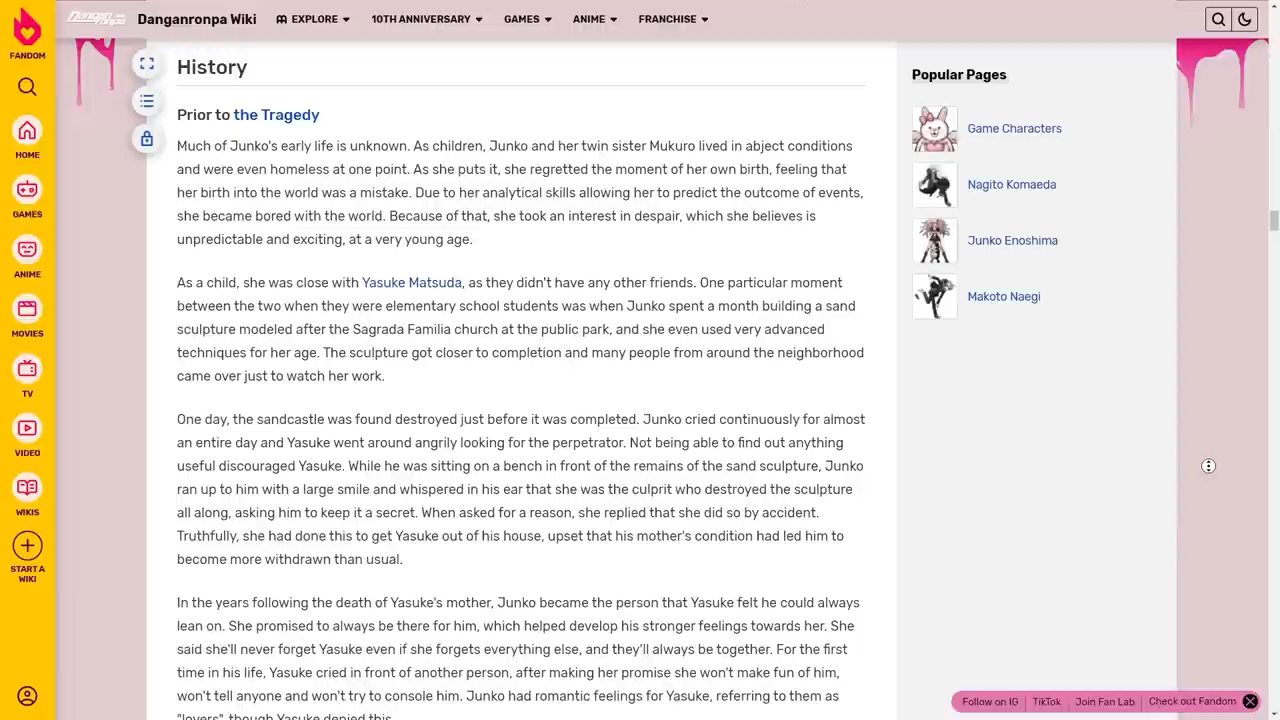 Danganronpa Wiki
EXPLORE
10TH ANNIVERSARY
GAMES
ANIME
FRANCHISE
FANDOM
HOME
GAMES
ANIME
MOVIES
TV
VIDEO
WIKIS
START A
WIKI
History
Prior to the Tragedy
Much of Junko's early life is unknown. As children, Junko and her twin sister Mukuro lived in abject conditions
and were even homeless at one point. As she puts it, she regretted the moment of her own birth, feeling that
her birth into the world was a mistake. Due to her analytical skills allowing her to predict the outcome of events,
she became bored with the world. Because of that, she took an interest in despair, which she believes is
unpredictable and exciting, at a very young age.
As a child, she was close with Yasuke Matsuda, as they didn't have any other friends. One particular moment
between the two when they were elementary school students was when Junko spent a month building a sand
sculpture modeled after the Sagrada Familia church at the public park, and she even used very advanced
techniques for her age. The sculpture got closer to completion and many people from around the neighborhood
came over just to watch her work.
One day, the sandcastle was found destroyed just before it was completed. Junko cried continuously for almost
an entire day and Yasuke went around angrily looking for the perpetrator. Not being able to find out anything
useful discouraged Yasuke. While he was sitting on a bench in front of the remains of the sand sculpture, Junko
ran up to him with a large smile and whispered in his ear that she was the culprit who destroyed the sculpture
all along, asking him to keep it a secret. When asked for a reason, she replied that she did so by accident.
Truthfully, she had done this to get Yasuke out of his house, upset that his mother's condition had led him to
become more withdrawn than usual.
In the years following the death of Yasuke's mother, Junko became the person that Yasuke felt he could always
lean on. She promised to always be there for him, which helped develop his stronger feelings towards her. She
said she'll never forget Yasuke even if she forgets everything else, and they'll always be together. For the first
time in his life, Yasuke cried in front of another person, after making her promise she won't make fun of him,
won't tell anyone and won't try to console him. Junko had romantic feelings for Yasuke, referring to them as
"lovers", though Yasuke denied this.
Popular Pages
Game Characters
Nagito Komaeda
Junko Enoshima
Makoto Naegi
Follow on IG
TikTok
Join Fan Lab
Check out Fandom